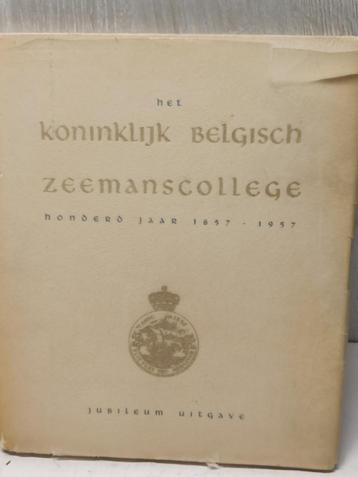 het
koninklijk belgisch
zeemanscollege
honderd jaar 1857 - 1957
jubileum uitgave